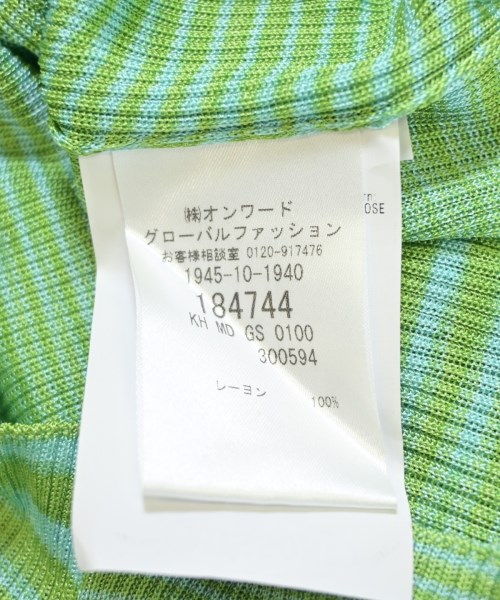 ㈱オンワード
グローバルファッション
お客様相談室 0120-917476
1945-10-1940
184744
KH MD GS 0100
300594
レーヨン 100%